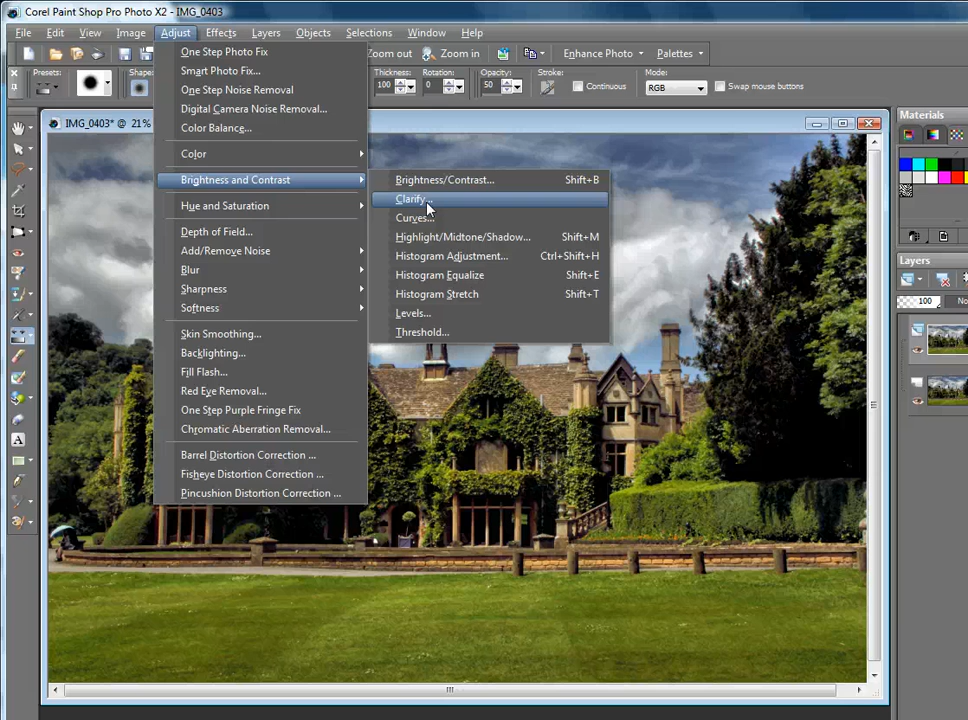 Corel Paint Shop Pro Photo X2 - IMG_0403
File Edit View Image Adjust Effects Layers Objects Selections Window Help
Zoom out Zoom in Enhance Photo Palettes
Presets: Shape: Thickness: Rotation: Opacity: Stroke: Mode:
100 0 50 Continuous RGB Swap mouse buttons
IMG_0403* @ 21%
One Step Photo Fix
Smart Photo Fix...
One Step Noise Removal
Digital Camera Noise Removal...
Color Balance...
Color
Brightness and Contrast
Hue and Saturation
Depth of Field...
Add/Remove Noise
Blur
Sharpness
Softness
Skin Smoothing...
Backlighting...
Fill Flash...
Red Eye Removal...
One Step Purple Fringe Fix
Chromatic Aberration Removal...
Barrel Distortion Correction ...
Fisheye Distortion Correction ...
Pincushion Distortion Correction ...
Brightness/Contrast... Shift+B
Clarify...
Curves...
Highlight/Midtone/Shadow... Shift+M
Histogram Adjustment... Ctrl+Shift+H
Histogram Equalize Shift+E
Histogram Stretch Shift+T
Levels...
Threshold...
Materials
Layers
100 No
A